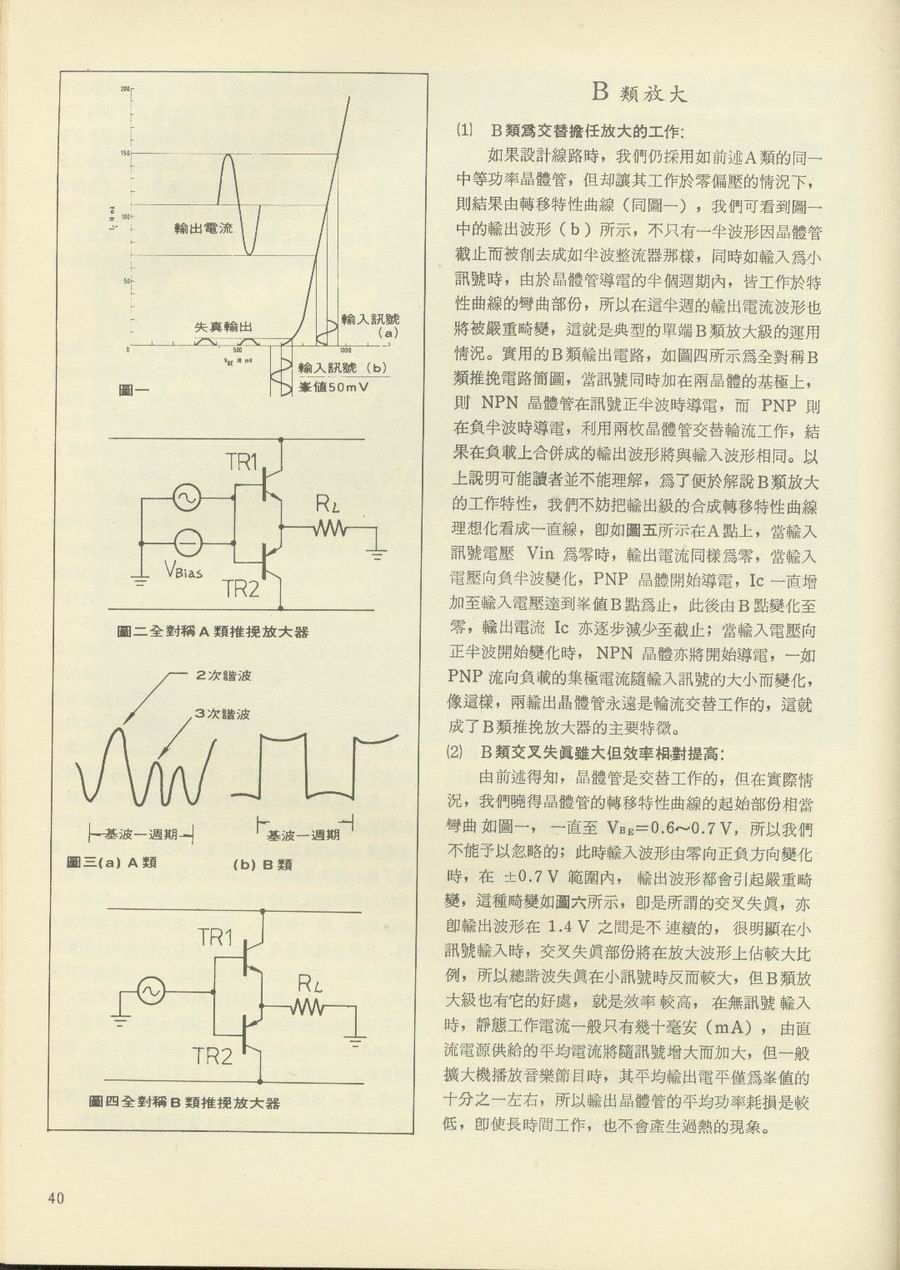 200
150
100
50
Ic 在 mA
輸出電流
失真輸出
輸入訊號
(a)
0
500
1000
VBE 在 mV
輸入訊號 (b)
峯值50mV
圖一
TR1
RL
VBias
TR2
圖二全對稱A類推挽放大器
2次諧波
3次諧波
基波一週期
基波一週期
圖三(a) A類
(b) B類
TR1
RL
TR2
圖四全對稱B類推挽放大器
B 類放大
(1) B類爲交替擔任放大的工作:
如果設計線路時，我們仍採用如前述A類的同一
中等功率晶體管，但却讓其工作於零偏壓的情況下，
則結果由轉移特性曲線（同圖一），我們可看到圖一
中的輸出波形（b）所示，不只有一半波形因晶體管
截止而被削去成如半波整流器那樣，同時如輸入爲小
訊號時，由於晶體管導電的半個週期內，皆工作於特
性曲線的彎曲部份，所以在這半週的輸出電流波形也
將被嚴重畸變，這就是典型的單端B類放大級的運用
情況。實用的B類輸出電路，如圖四所示爲全對稱B
類推挽電路簡圖，當訊號同時加在兩晶體的基極上，
則 NPN 晶體管在訊號正半波時導電，而 PNP 則
在負半波時導電，利用兩枚晶體管交替輪流工作，結
果在負載上合併成的輸出波形將與輸入波形相同。以
上說明可能讀者並不能理解，爲了便於解說B類放大
的工作特性，我們不妨把輸出級的合成轉移特性曲線
理想化看成一直線，卽如圖五所示在A點上，當輸入
訊號電壓 Vin 爲零時，輸出電流同樣爲零，當輸入
電壓向負半波變化，PNP 晶體開始導電，Ic 一直增
加至輸入電壓達到峯值B點爲止，此後由B點變化至
零，輸出電流 Ic 亦逐步減少至截止；當輸入電壓向
正半波開始變化時， NPN 晶體亦將開始導電，一如
PNP 流向負載的集極電流隨輸入訊號的大小而變化，
像這樣，兩輸出晶體管永遠是輪流交替工作的，這就
成了B類推挽放大器的主要特徵。
(2) B類交叉失眞雖大但效率相對提高:
由前述得知，晶體管是交替工作的，但在實際情
況，我們曉得晶體管的轉移特性曲線的起始部份相當
彎曲如圖一， 一直至 VBE=0.6～0.7 V，所以我們
不能予以忽略的；此時輸入波形由零向正負方向變化
時，在 ±0.7 V 範圍內， 輸出波形都會引起嚴重畸
變，這種畸變如圖六所示，卽是所謂的交叉失眞，亦
卽輸出波形在 1.4 V 之間是不連續的， 很明顯在小
訊號輸入時，交叉失眞部份將在放大波形上佔較大比
例，所以總諧波失眞在小訊號時反而較大，但B類放
大級也有它的好處， 就是效率較高， 在無訊號輸入
時，靜態工作電流一般只有幾十毫安（mA）， 由直
流電源供給的平均電流將隨訊號增大而加大，但一般
擴大機播放音樂節目時，其平均輸出電平僅爲峯值的
十分之一左右，所以輸出晶體管的平均功率耗損是較
低，卽使長時間工作，也不會產生過熱的現象。
40